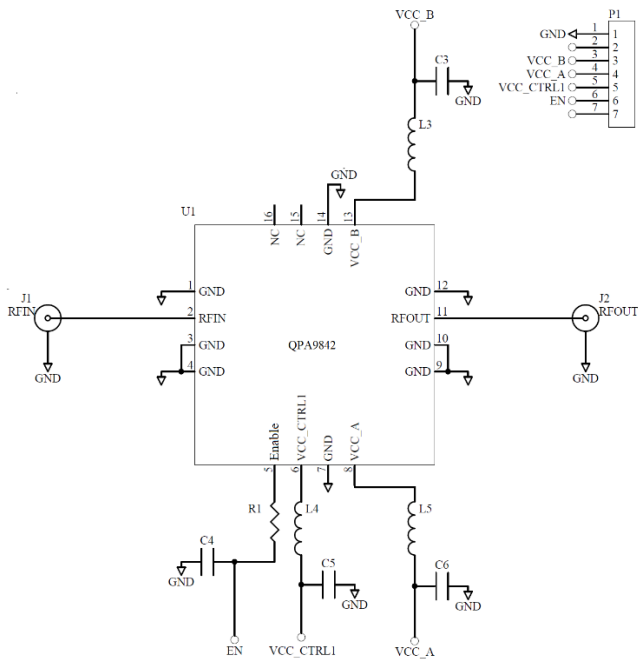 VCC_B
P1
GND 1 1
2 2
VCC_B 3 3
VCC_A 4 4
VCC_CTRL1 5 5
EN 6 6
7 7
C3
GND
L3
GND
U1
16 15 14 13
NC NC GND VCC_B
1 GND
GND 12
J1
RFIN
2 RFIN
RFOUT 11
J2
RFOUT
3 GND
QPA9842
GND 10
4 GND
GND 9
GND
GND
Enable VCC_CTRL1 GND VCC_A
5 6 7 8
R1
L4
L5
C4
GND
C5
GND
C6
GND
EN
VCC_CTRL1
VCC_A